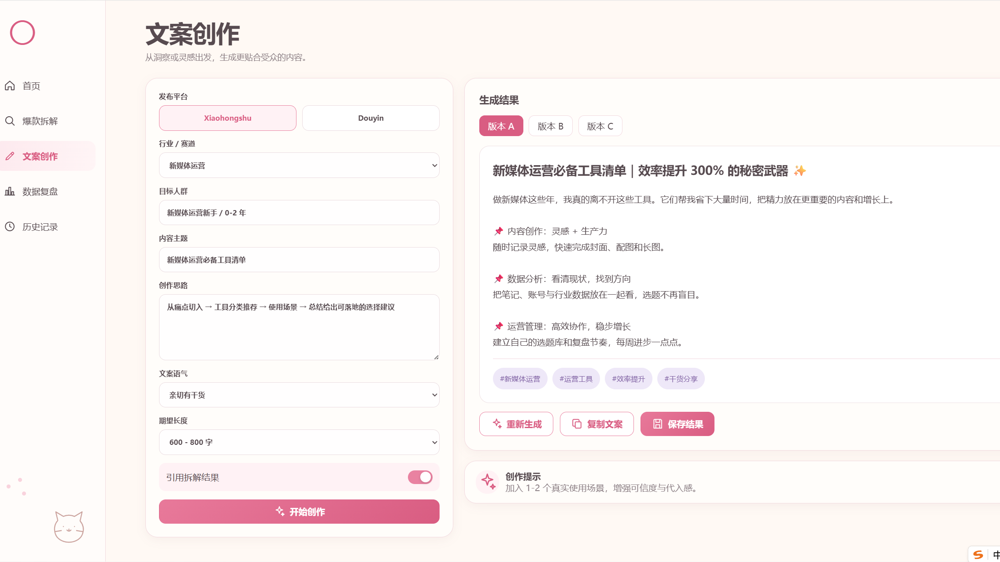 文案创作
从洞察或灵感出发，生成更贴合受众的内容。
首页
爆款拆解
文案创作
数据复盘
历史记录
发布平台
Xiaohongshu
Douyin
行业 / 赛道
新媒体运营
目标人群
新媒体运营新手 / 0-2 年
内容主题
新媒体运营必备工具清单
创作思路
从痛点切入 → 工具分类推荐 → 使用场景 → 总结给出可落地的选择建议
文案语气
亲切有干货
期望长度
600 - 800 字
引用拆解结果
开始创作
生成结果
版本 A
版本 B
版本 C
新媒体运营必备工具清单 | 效率提升 300% 的秘密武器 ✨
做新媒体这些年，我真的离不开这些工具。它们帮我省下大量时间，把精力放在更重要的内容和增长上。
📌 内容创作：灵感 + 生产力
随时记录灵感，快速完成封面、配图和长图。
📌 数据分析：看清现状，找到方向
把笔记、账号与行业数据放在一起看，选题不再盲目。
📌 运营管理：高效协作，稳步增长
建立自己的选题库和复盘节奏，每周进步一点点。
#新媒体运营
#运营工具
#效率提升
#干货分享
重新生成
复制文案
保存结果
创作提示
加入 1-2 个真实使用场景，增强可信度与代入感。
中